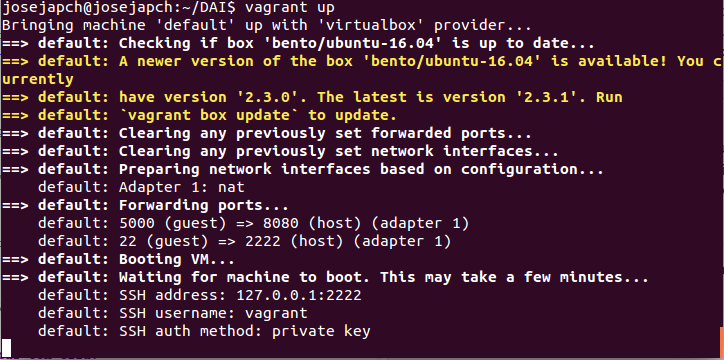 josejapch@josejapch:~/DAI$ vagrant up
Bringing machine 'default' up with 'virtualbox' provider...
==> default: Checking if box 'bento/ubuntu-16.04' is up to date...
==> default: A newer version of the box 'bento/ubuntu-16.04' is available! You c
urrently
==> default: have version '2.3.0'. The latest is version '2.3.1'. Run
==> default: `vagrant box update` to update.
==> default: Clearing any previously set forwarded ports...
==> default: Clearing any previously set network interfaces...
==> default: Preparing network interfaces based on configuration...
    default: Adapter 1: nat
==> default: Forwarding ports...
    default: 5000 (guest) => 8080 (host) (adapter 1)
    default: 22 (guest) => 2222 (host) (adapter 1)
==> default: Booting VM...
==> default: Waiting for machine to boot. This may take a few minutes...
    default: SSH address: 127.0.0.1:2222
    default: SSH username: vagrant
    default: SSH auth method: private key